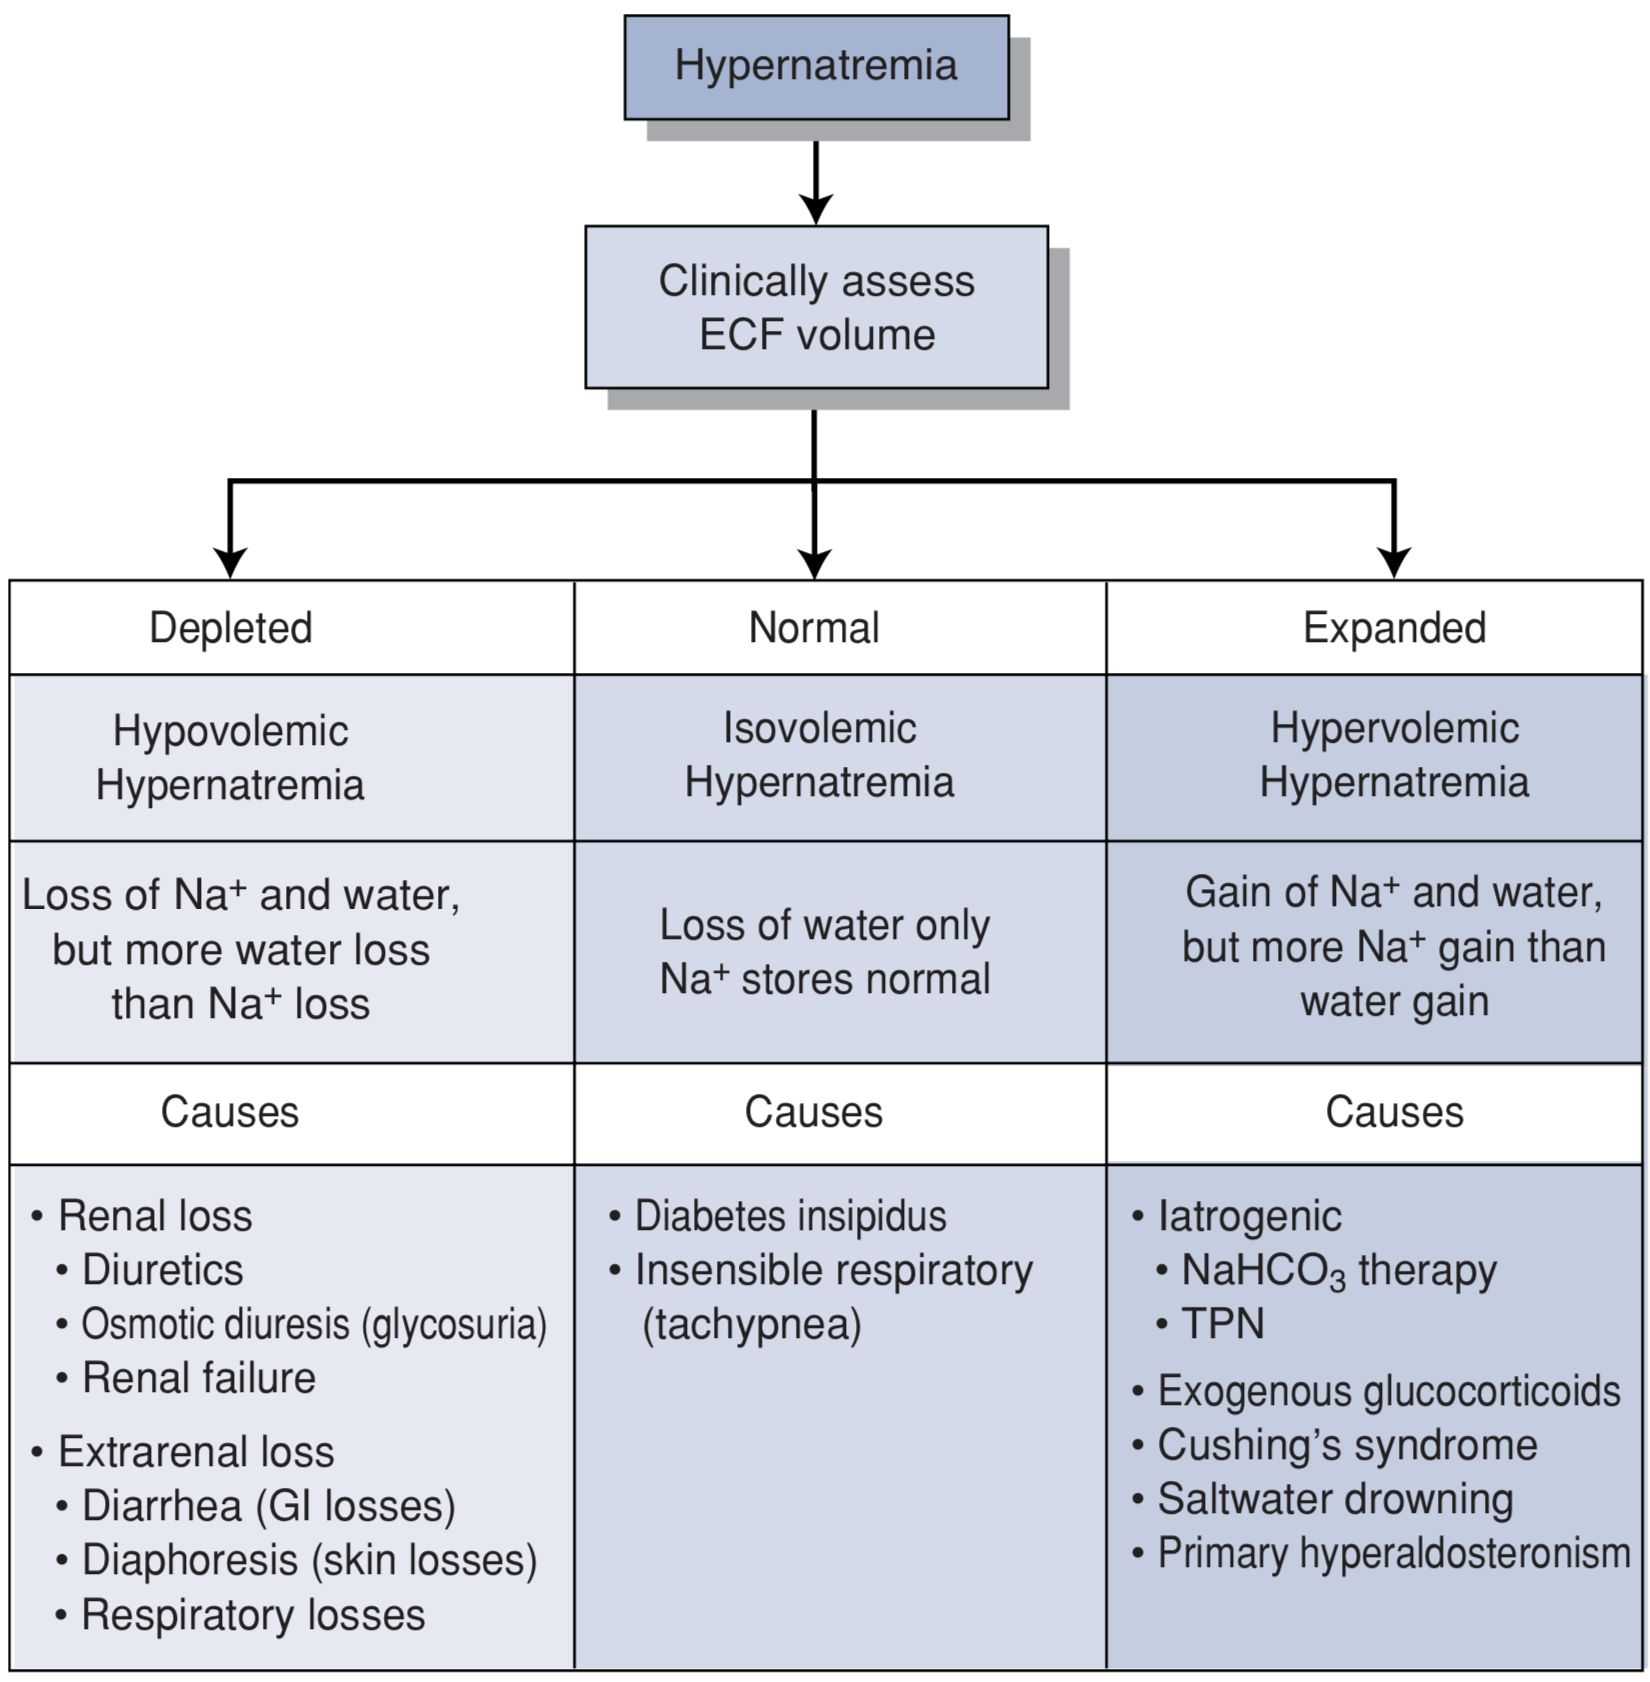 Hypernatremia
Clinically assess
ECF volume
Depleted
Normal
Expanded
Hypovolemic
Hypernatremia
Isovolemic
Hypernatremia
Hypervolemic
Hypernatremia
Loss of Na⁺ and water,
but more water loss
than Na⁺ loss
Loss of water only
Na⁺ stores normal
Gain of Na⁺ and water,
but more Na⁺ gain than
water gain
Causes
Causes
Causes
• Renal loss
• Diuretics
• Osmotic diuresis (glycosuria)
• Renal failure
• Extrarenal loss
• Diarrhea (GI losses)
• Diaphoresis (skin losses)
• Respiratory losses
• Diabetes insipidus
• Insensible respiratory
(tachypnea)
• Iatrogenic
• NaHCO₃ therapy
• TPN
• Exogenous glucocorticoids
• Cushing’s syndrome
• Saltwater drowning
• Primary hyperaldosteronism